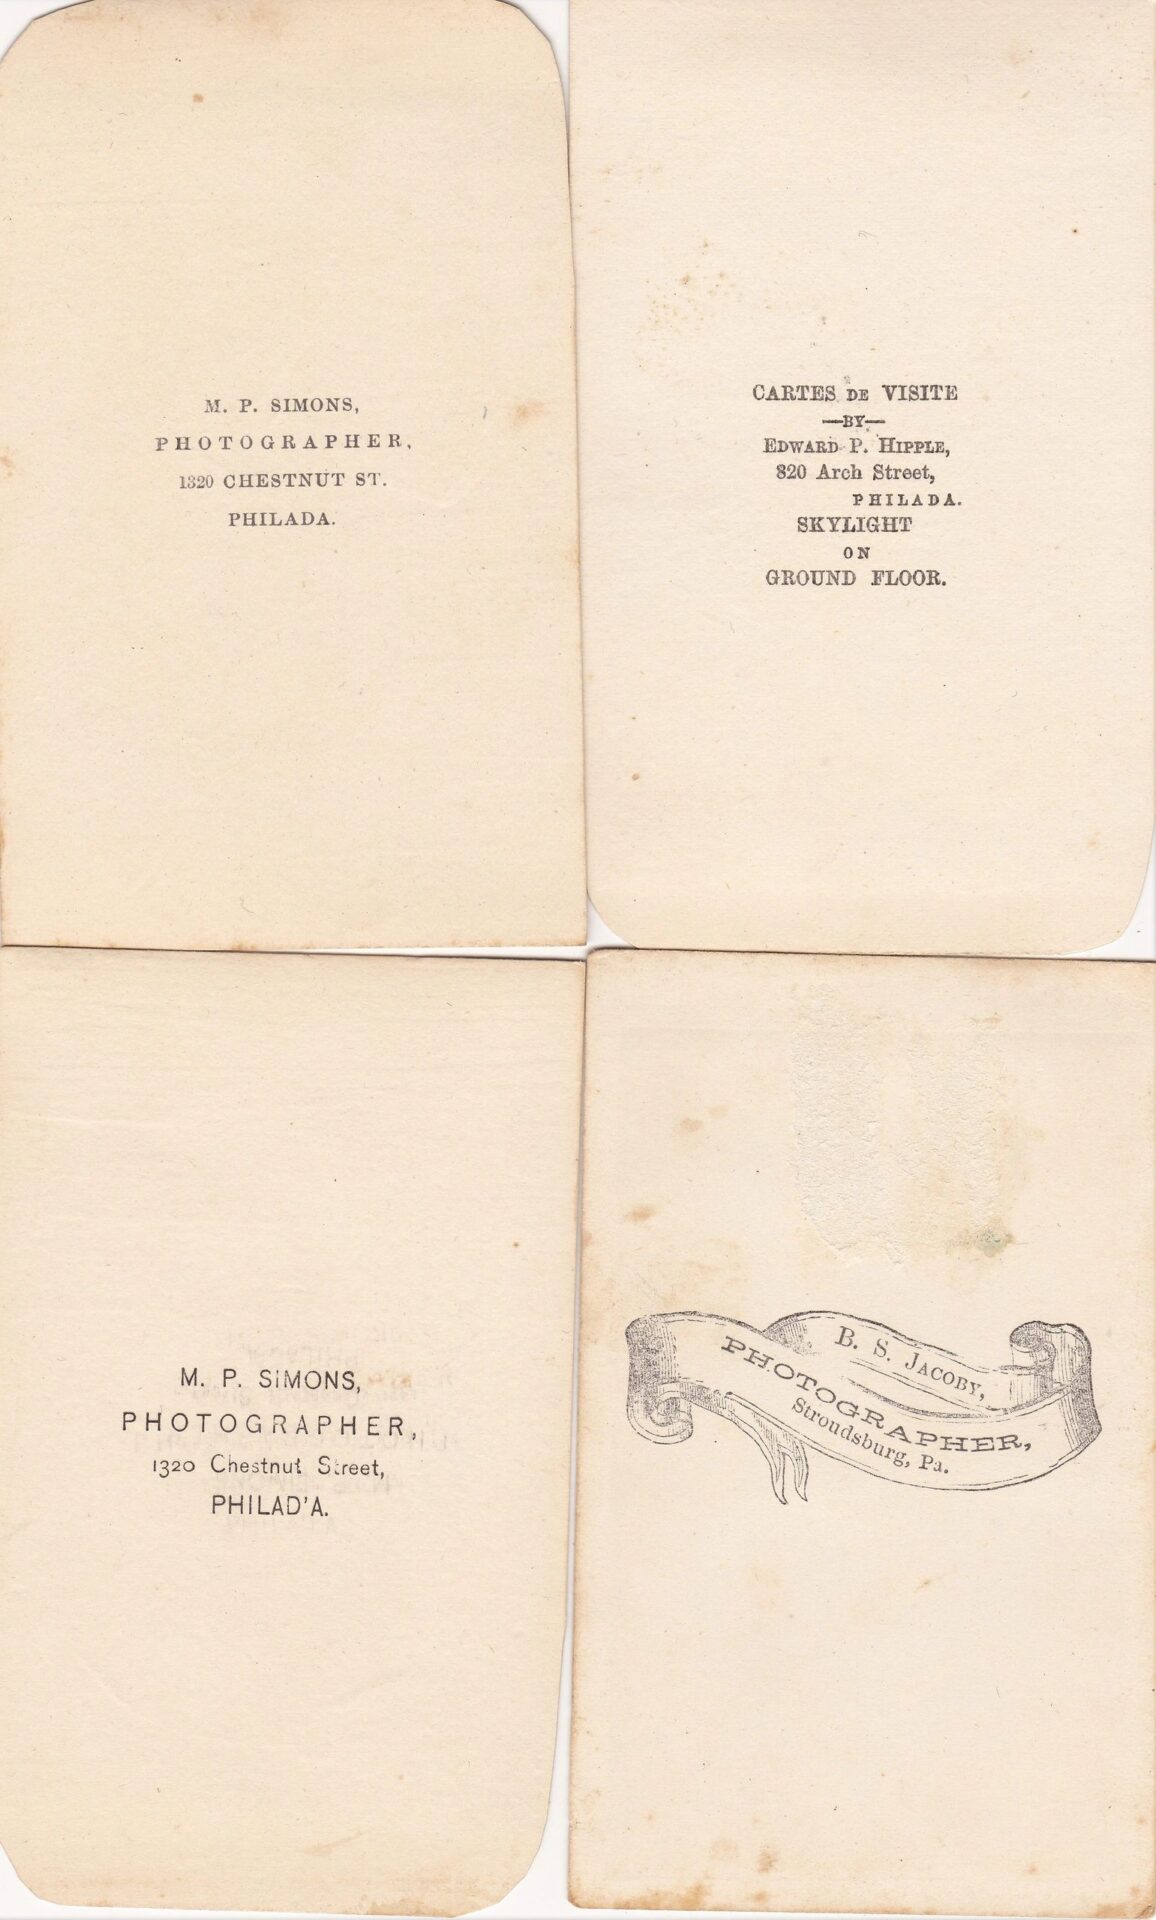 M. P. SIMONS,
PHOTOGRAPHER,
1320 CHESTNUT ST.
PHILADA.
CARTES DE VISITE
—BY—
EDWARD P. HIPPLE,
820 Arch Street,
PHILADA.
SKYLIGHT
ON
GROUND FLOOR.
M. P. SIMONS,
PHOTOGRAPHER,
1320 Chestnut Street,
PHILAD'A.
B. S. JACOBY,
PHOTOGRAPHER,
Stroudsburg, Pa.